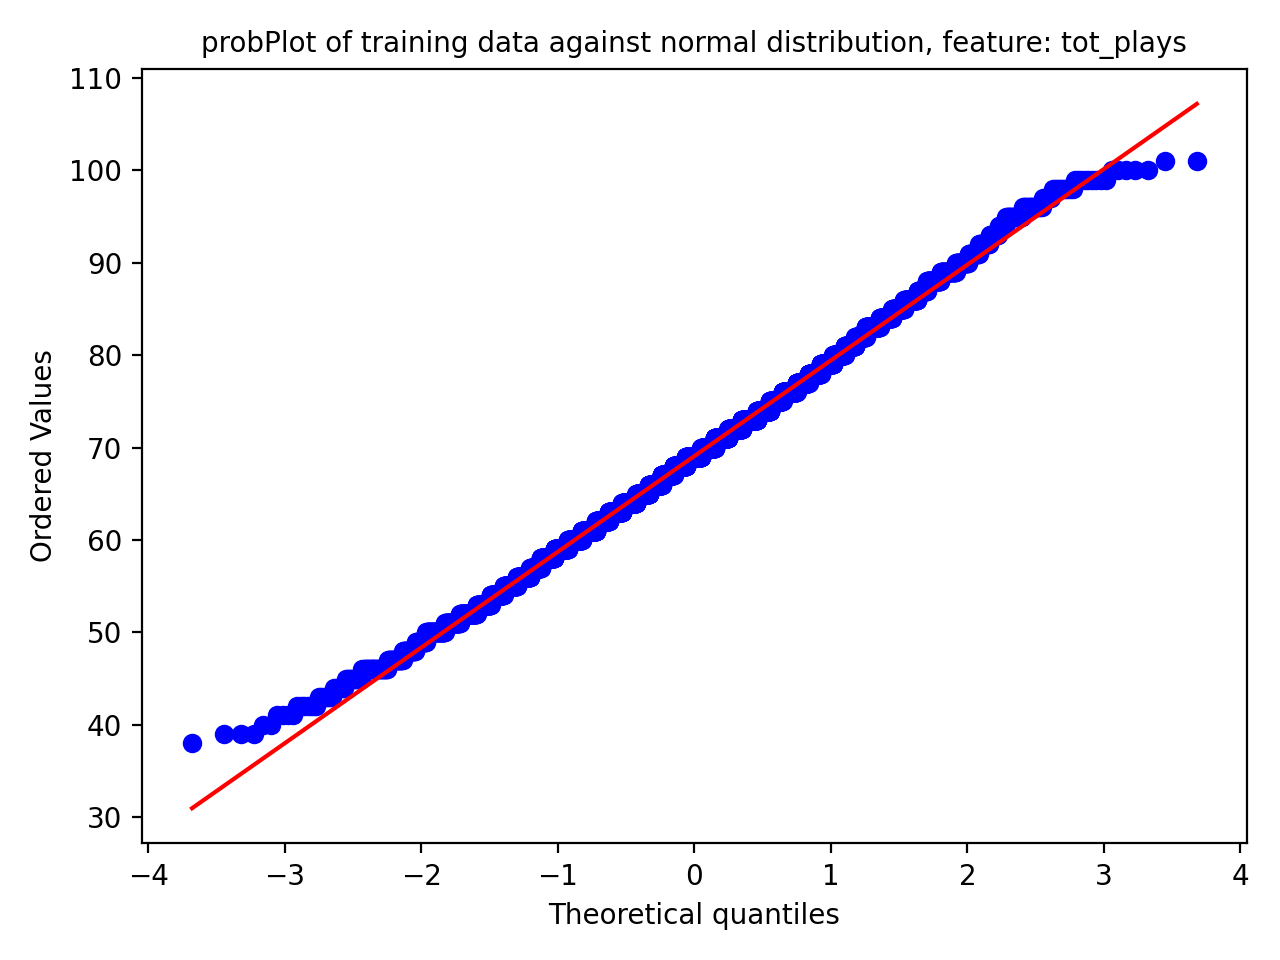 probPlot of training data against normal distribution, feature: tot_plays
110
100
90
80
70
60
50
40
30
Ordered Values
−4 −3 −2 −1 0 1 2 3 4
Theoretical quantiles